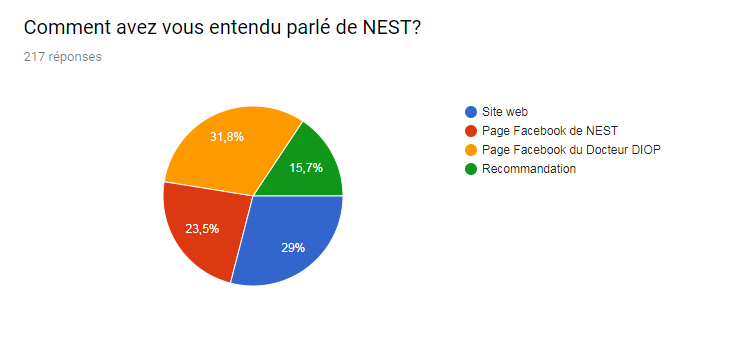 Comment avez vous entendu parlé de NEST?
217 réponses
31,8%
15,7%
23,5%
29%
Site web
Page Facebook de NEST
Page Facebook du Docteur DIOP
Recommandation